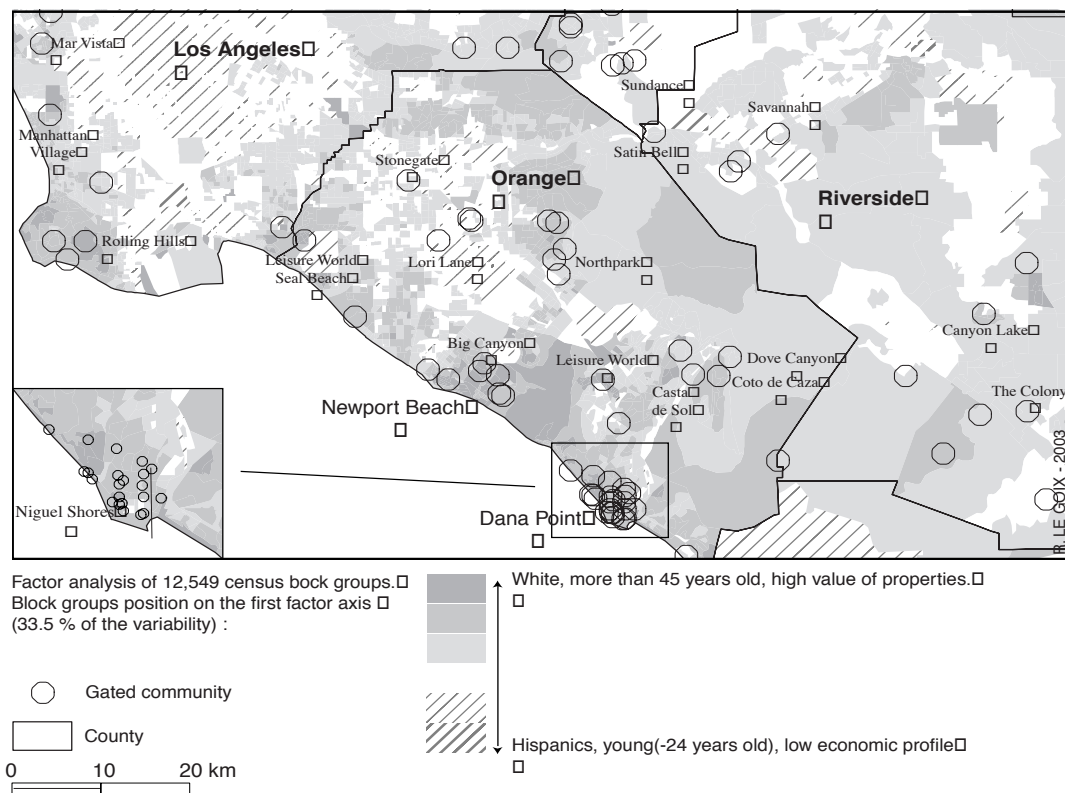 Mar Vista
Los Angeles
Sundance
Savannah
Manhattan
Village
Stonegate
Satin Bell
Orange
Riverside
Rolling Hills
Leisure World
Seal Beach
Lori Lane
Northpark
Canyon Lake
Big Canyon
Leisure World
Dove Canyon
Coto de Caza
Casta
de Sol
The Colony
Newport Beach
Niguel Shores
Dana Point
R. LE GOIX - 2003
Factor analysis of 12,549 census bock groups.
Block groups position on the first factor axis
(33.5 % of the variability) :
White, more than 45 years old, high value of properties.
Gated community
County
Hispanics, young(-24 years old), low economic profile
0 10 20 km